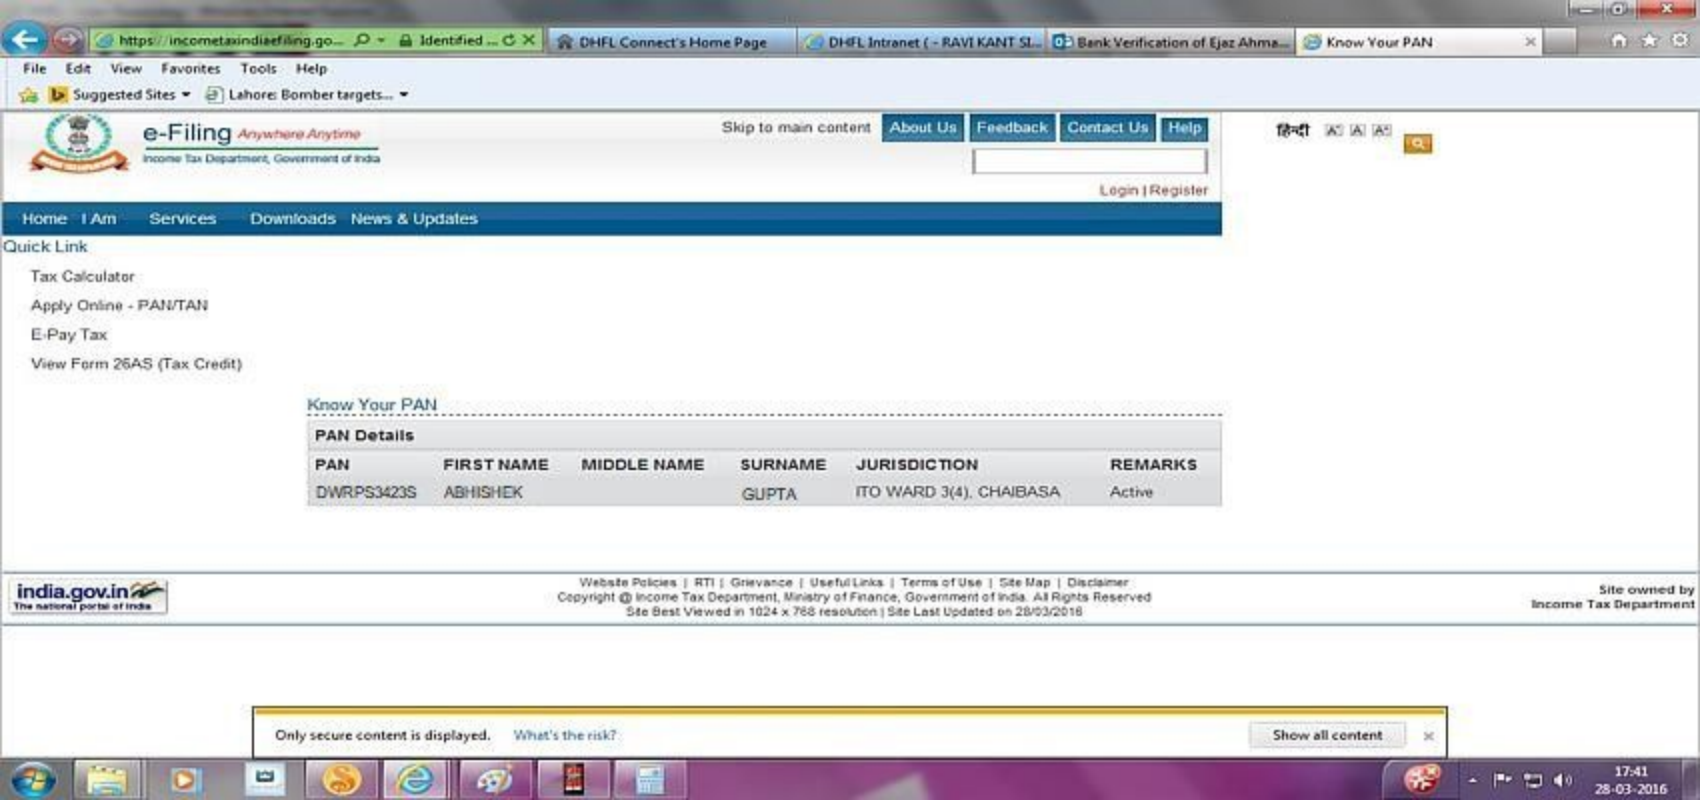 https://incometaxindiaefiling.go... Identified ... DHFL Connect's Home Page DHFL Intranet ( - RAVI KANT SI... Bank Verification of Ejaz Ahma... Know Your PAN
File Edit View Favorites Tools Help
Suggested Sites Lahore: Bomber targets...
e-Filing Anywhere Anytime
Income Tax Department, Government of India
Skip to main content About Us Feedback Contact Us Help
हिन्दी A- A A+
Login | Register
Home I Am Services Downloads News & Updates
Quick Link
Tax Calculator
Apply Online - PAN/TAN
E-Pay Tax
View Form 26AS (Tax Credit)
Know Your PAN
PAN Details
PAN FIRST NAME MIDDLE NAME SURNAME JURISDICTION REMARKS
DWRPS3423S ABHISHEK GUPTA ITO WARD 3(4), CHAIBASA Active
india.gov.in
The national portal of India
Website Policies | RTI | Grievance | Useful Links | Terms of Use | Site Map | Disclaimer
Copyright @ Income Tax Department, Ministry of Finance, Government of India. All Rights Reserved
Site Best Viewed in 1024 x 768 resolution | Site Last Updated on 28/03/2016
Site owned by
Income Tax Department
Only secure content is displayed. What's the risk? Show all content
17:41
28-03-2016